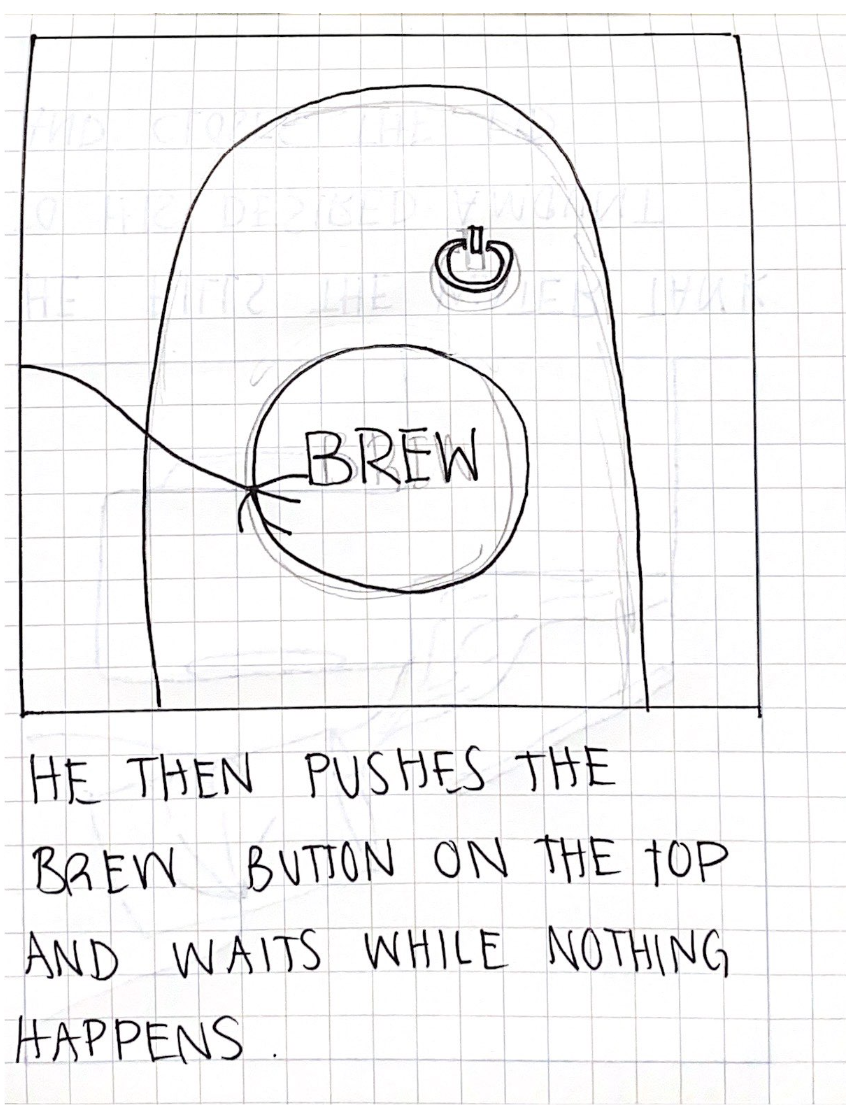 BREW
HE THEN PUSHES THE
BREW BUTTON ON THE TOP
AND WAITS WHILE NOTHING
HAPPENS.